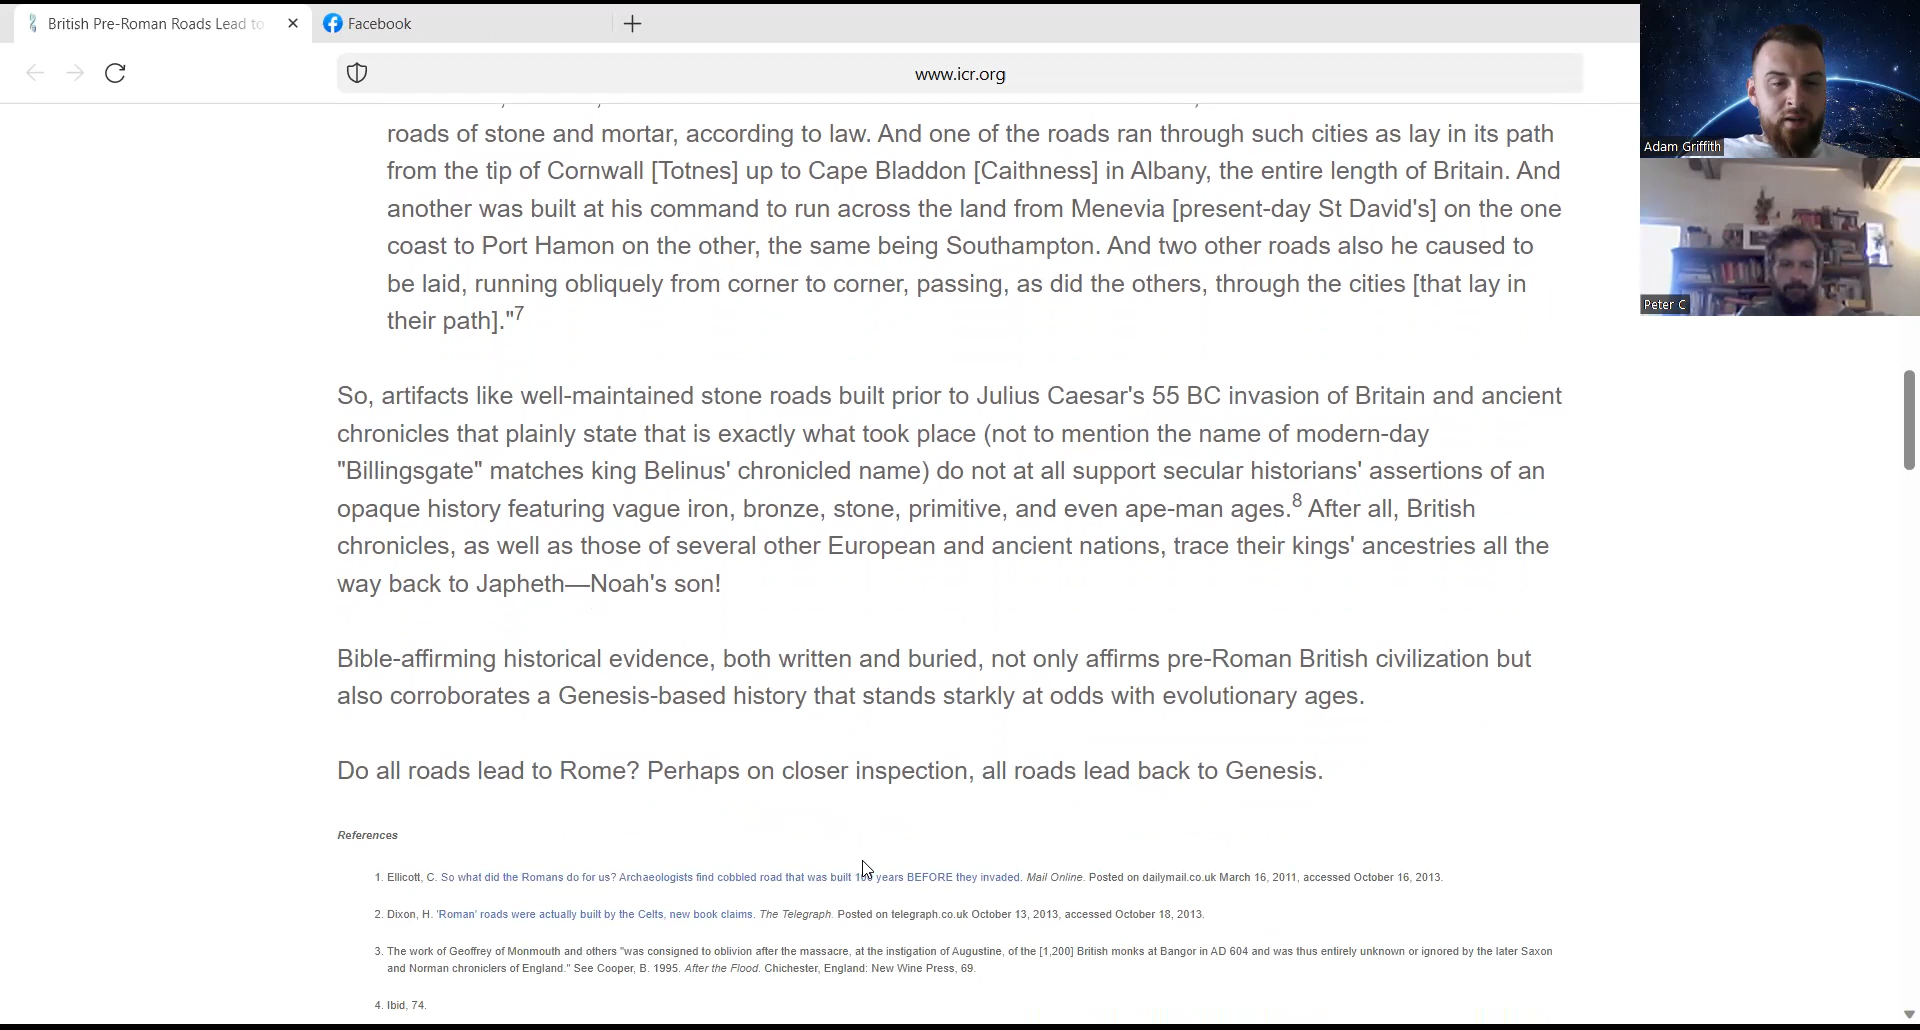 British Pre-Roman Roads Lead to
Facebook
www.icr.org
Adam Griffith
Peter C
roads of stone and mortar, according to law. And one of the roads ran through such cities as lay in its path
from the tip of Cornwall [Totnes] up to Cape Bladdon [Caithness] in Albany, the entire length of Britain. And
another was built at his command to run across the land from Menevia [present-day St David's] on the one
coast to Port Hamon on the other, the same being Southampton. And two other roads also he caused to
be laid, running obliquely from corner to corner, passing, as did the others, through the cities [that lay in
their path]."7
So, artifacts like well-maintained stone roads built prior to Julius Caesar's 55 BC invasion of Britain and ancient
chronicles that plainly state that is exactly what took place (not to mention the name of modern-day
"Billingsgate" matches king Belinus' chronicled name) do not at all support secular historians' assertions of an
opaque history featuring vague iron, bronze, stone, primitive, and even ape-man ages.8 After all, British
chronicles, as well as those of several other European and ancient nations, trace their kings' ancestries all the
way back to Japheth—Noah's son!
Bible-affirming historical evidence, both written and buried, not only affirms pre-Roman British civilization but
also corroborates a Genesis-based history that stands starkly at odds with evolutionary ages.
Do all roads lead to Rome? Perhaps on closer inspection, all roads lead back to Genesis.
References
1. Ellicott, C. So what did the Romans do for us? Archaeologists find cobbled road that was built 100 years BEFORE they invaded. Mail Online. Posted on dailymail.co.uk March 16, 2011, accessed October 16, 2013.
2. Dixon, H. 'Roman' roads were actually built by the Celts, new book claims. The Telegraph. Posted on telegraph.co.uk October 13, 2013, accessed October 18, 2013.
3. The work of Geoffrey of Monmouth and others "was consigned to oblivion after the massacre, at the instigation of Augustine, of the [1,200] British monks at Bangor in AD 604 and was thus entirely unknown or ignored by the later Saxon
and Norman chroniclers of England." See Cooper, B. 1995. After the Flood. Chichester, England: New Wine Press, 69.
4. Ibid, 74.